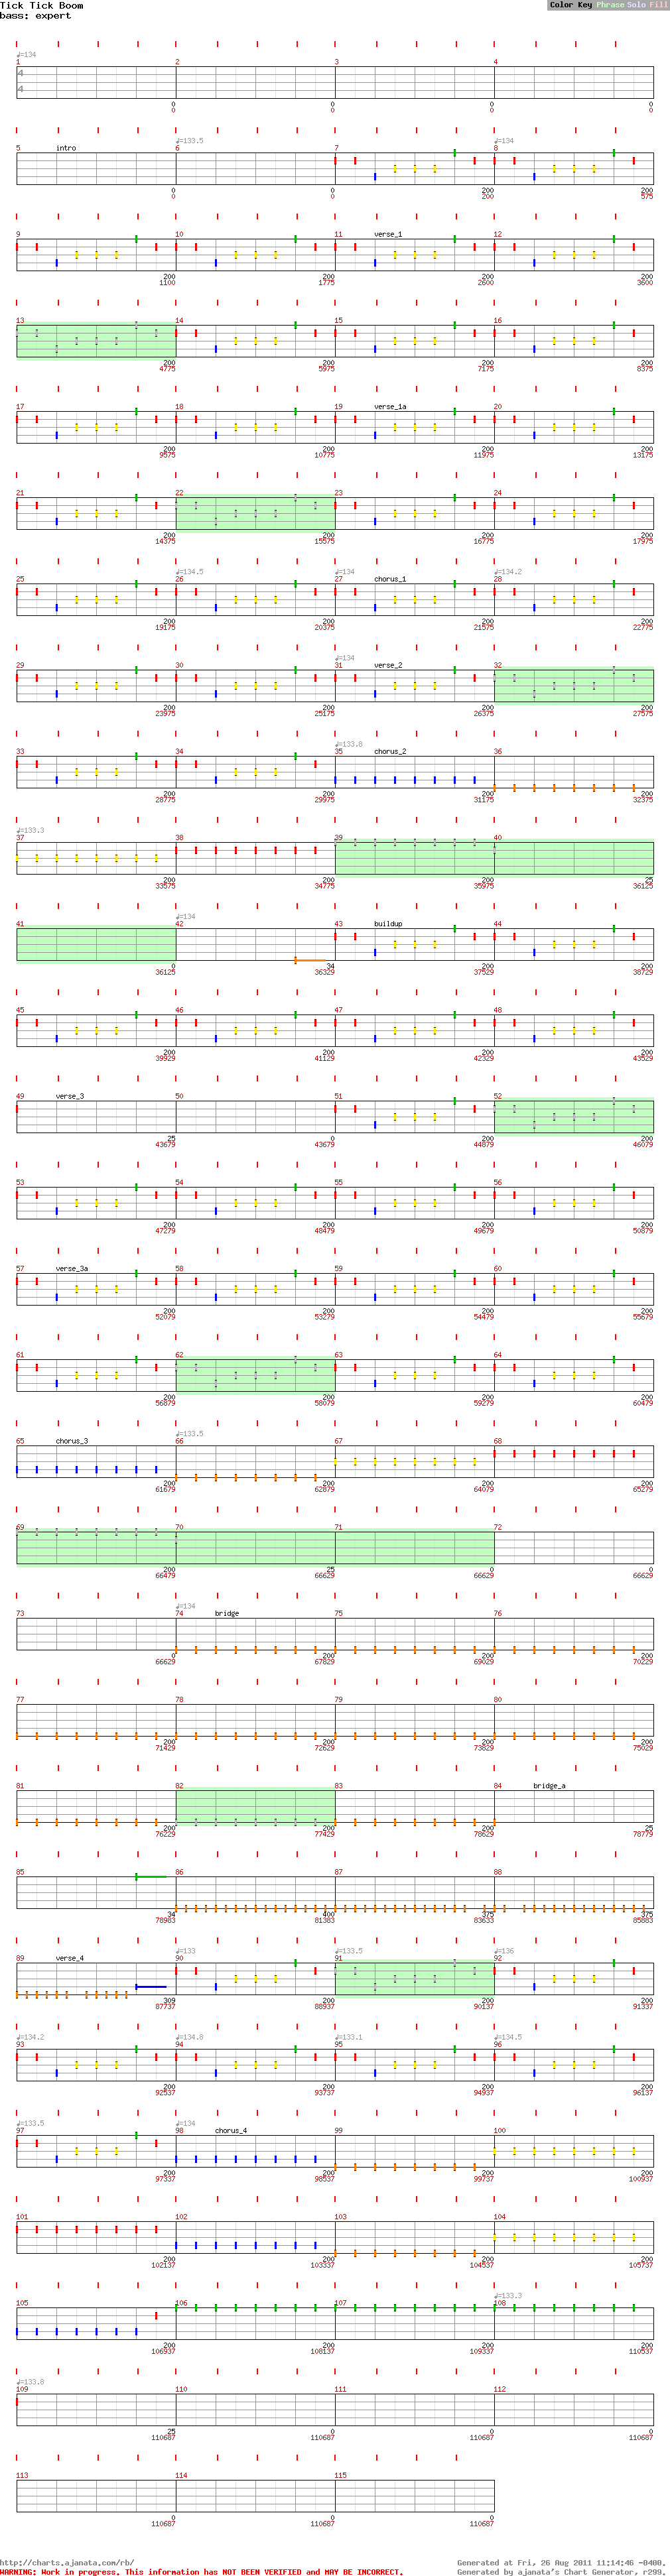 Tick Tick Boom
Color Key Phrase Solo Fill
bass: expert
♩=134
1 2 3 4
4
4
0 0 0 0
0 0 0 0
♩=133.5 ♩=134
5 intro 6 7 8
0 0 200 200
0 0 200 575
9 10 11 verse_1 12
200 200 200 200
1100 1775 2600 3600
13 14 15 16
200 200 200 200
4775 5975 7175 8375
17 18 19 verse_1a 20
200 200 200 200
9575 10775 11975 13175
21 22 23 24
200 200 200 200
14375 15575 16775 17975
♩=134.5 ♩=134 ♩=134.2
25 26 27 chorus_1 28
200 200 200 200
19175 20375 21575 22775
♩=134
29 30 31 verse_2 32
200 200 200 200
23975 25175 26375 27575
♩=133.8
33 34 35 chorus_2 36
200 200 200 200
28775 29975 31175 32375
♩=133.3
37 38 39 40
200 200 200 25
33575 34775 35975 36125
♩=134
41 42 43 buildup 44
0 34 200 200
36125 36329 37529 38729
45 46 47 48
200 200 200 200
39929 41129 42329 43529
49 verse_3 50 51 52
25 0 200 200
43679 43679 44879 46079
53 54 55 56
200 200 200 200
47279 48479 49679 50879
57 verse_3a 58 59 60
200 200 200 200
52079 53279 54479 55679
61 62 63 64
200 200 200 200
56879 58079 59279 60479
♩=133.5
65 chorus_3 66 67 68
200 200 200 200
61679 62879 64079 65279
69 70 71 72
200 25 0 0
66479 66629 66629 66629
♩=134
73 74 bridge 75 76
0 200 200 200
66629 67829 69029 70229
77 78 79 80
200 200 200 200
71429 72629 73829 75029
81 82 83 84 bridge_a
200 200 200 25
76229 77429 78629 78779
85 86 87 88
34 400 375 375
78983 81383 83633 85883
♩=133 ♩=133.5 ♩=136
89 verse_4 90 91 92
309 200 200 200
87737 88937 90137 91337
♩=134.2 ♩=134.8 ♩=133.1 ♩=134.5
93 94 95 96
200 200 200 200
92537 93737 94937 96137
♩=133.5 ♩=134
97 98 chorus_4 99 100
200 200 200 200
97337 98537 99737 100937
101 102 103 104
200 200 200 200
102137 103337 104537 105737
♩=133.3
105 106 107 108
200 200 200 200
106937 108137 109337 110537
♩=133.8
109 110 111 112
25 0 0 0
110687 110687 110687 110687
113 114 115
0 0 0
110687 110687 110687
http://charts.ajanata.com/rb/
Generated at Fri, 26 Aug 2011 11:14:46 -0400.
WARNING: Work in progress. This information has NOT BEEN VERIFIED and MAY BE INCORRECT.
Generated by ajanata's Chart Generator, r299.